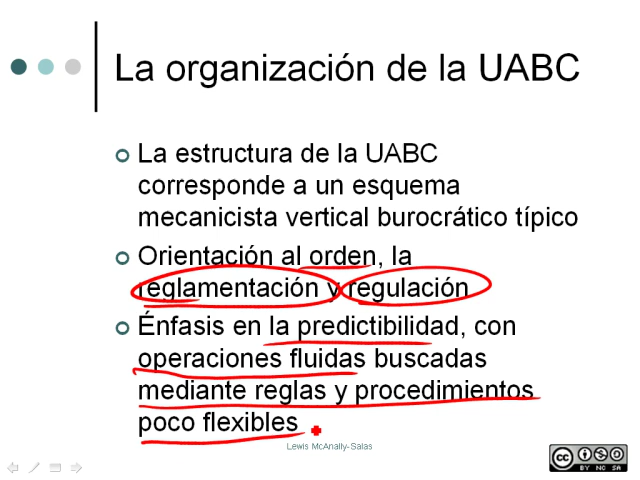 La organización de la UABC
La estructura de la UABC
corresponde a un esquema
mecanicista vertical burocrático típico
Orientación al orden, la
reglamentación y regulación
Énfasis en la predictibilidad, con
operaciones fluidas buscadas
mediante reglas y procedimientos
poco flexibles
Lewis McAnally-Salas
cc
BY NC SA